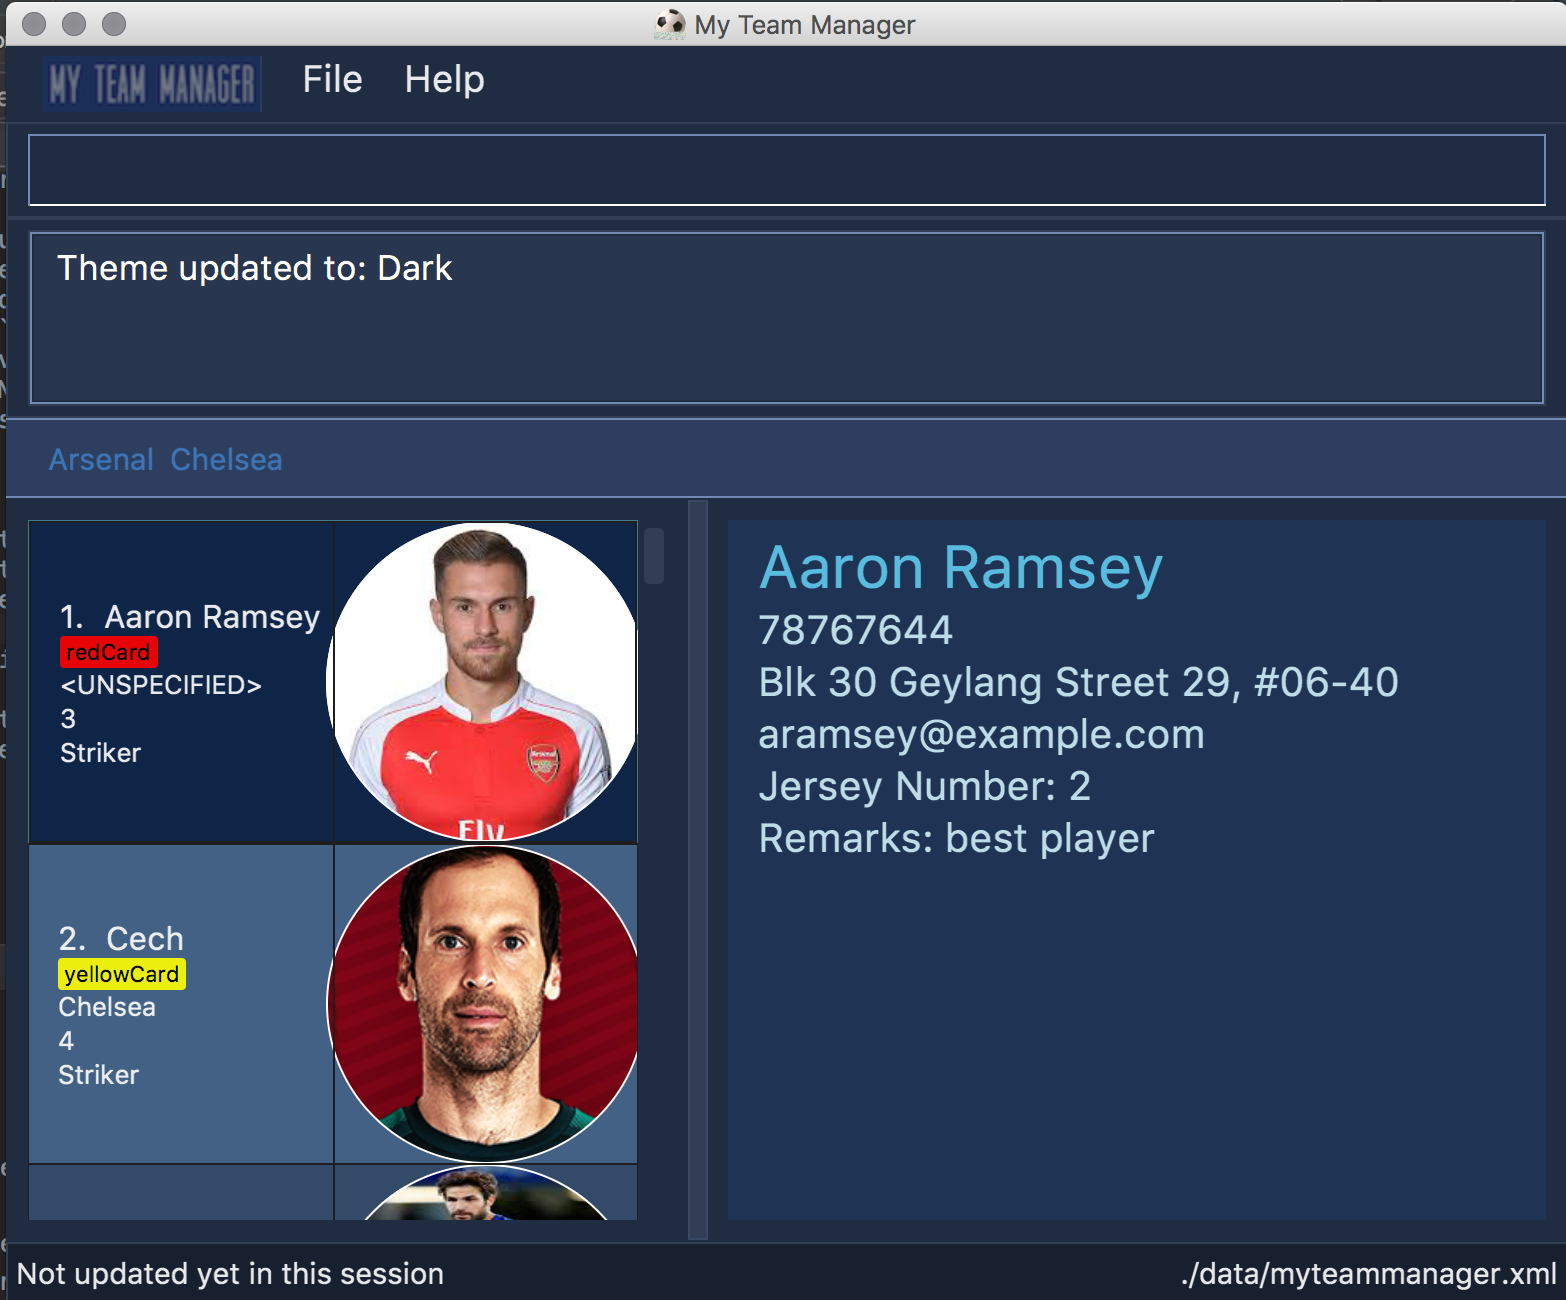 My Team Manager
MY TEAM MANAGER File Help
Theme updated to: Dark
Arsenal Chelsea
1. Aaron Ramsey
redCard
<UNSPECIFIED>
3
Striker
Arsenal
Fly
2. Cech
yellowCard
Chelsea
4
Striker
Aaron Ramsey
78767644
Blk 30 Geylang Street 29, #06-40
aramsey@example.com
Jersey Number: 2
Remarks: best player
Not updated yet in this session
./data/myteammanager.xml